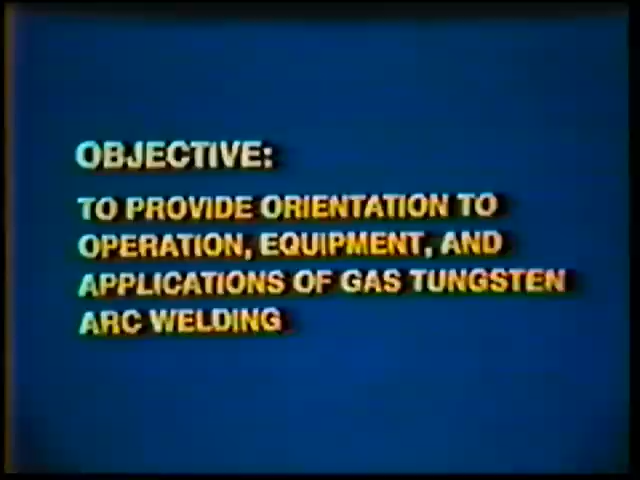 OBJECTIVE:
TO PROVIDE ORIENTATION TO
OPERATION, EQUIPMENT, AND
APPLICATIONS OF GAS TUNGSTEN
ARC WELDING